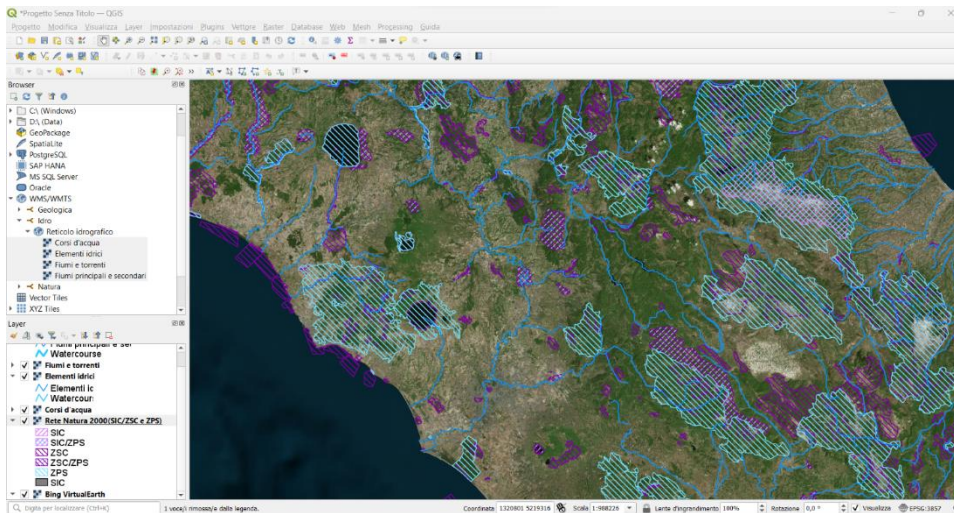 *Progetto Senza Titolo — QGIS
Progetto Modifica Visualizza Layer Impostazioni Plugins Vettore Raster Database Web Mesh Processing Guida
Browser
C:\ (Windows)
D:\ (Data)
GeoPackage
SpatiaLite
PostgreSQL
SAP HANA
MS SQL Server
Oracle
WMS/WMTS
Geologica
Idro
Reticolo idrografico
Corsi d'acqua
Elementi idrici
Fiumi e torrenti
Fiumi principali e secondari
Natura
Vector Tiles
XYZ Tiles
Layer
Fiumi principali e ser
Watercourse
Fiumi e torrenti
Elementi idrici
Elementi ic
Watercour
Corsi d'acqua
Rete Natura 2000(SIC/ZSC e ZPS)
SIC
SIC/ZPS
ZSC
ZSC/ZPS
ZPS
SIC
Bing VirtualEarth
Digita per localizzare (Ctrl+K)
1 voce/i rimossa/e dalla legenda.
Coordinate 1320801 5219316
Scala 1:988226
Lente d'ingrandimento 100%
Rotazione 0,0 °
Visualizza
EPSG:3857